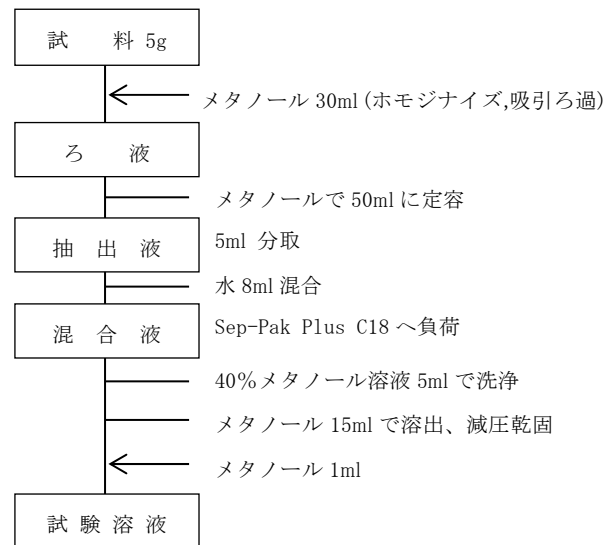 試　　料 5g
メタノール 30ml (ホモジナイズ,吸引ろ過)
ろ　　液
メタノールで 50ml に定容
抽　出　液
5ml 分取
水 8ml 混合
混　合　液
Sep-Pak Plus C18 へ負荷
40％メタノール溶液 5ml で洗浄
メタノール 15ml で溶出、減圧乾固
メタノール 1ml
試 験 溶 液